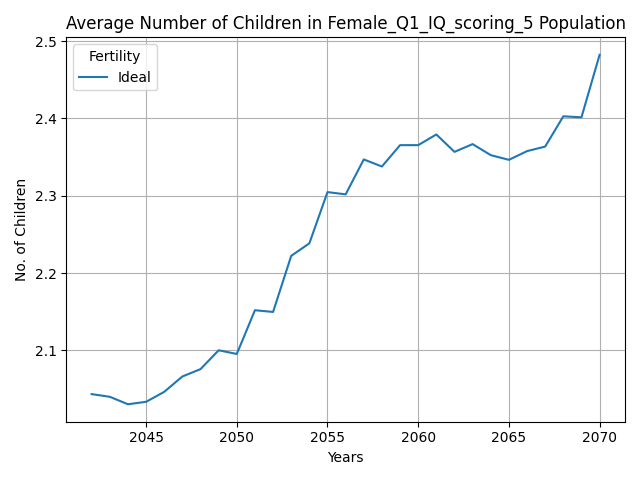 Average Number of Children in Female_Q1_IQ_scoring_5 Population
Fertility
Ideal
No. of Children
2.5
2.4
2.3
2.2
2.1
2045 2050 2055 2060 2065 2070
Years